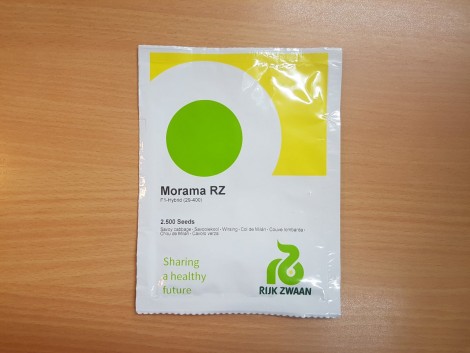 Morama RZ
F1-Hybrid (29-400)
2.500 Seeds
Savoy cabbage - Savooiekool - Wirsing - Col de Milán - Couve lombarda -
Chou de Milan - Cavolo verza
Sharing
a healthy
future
RIJK ZWAAN